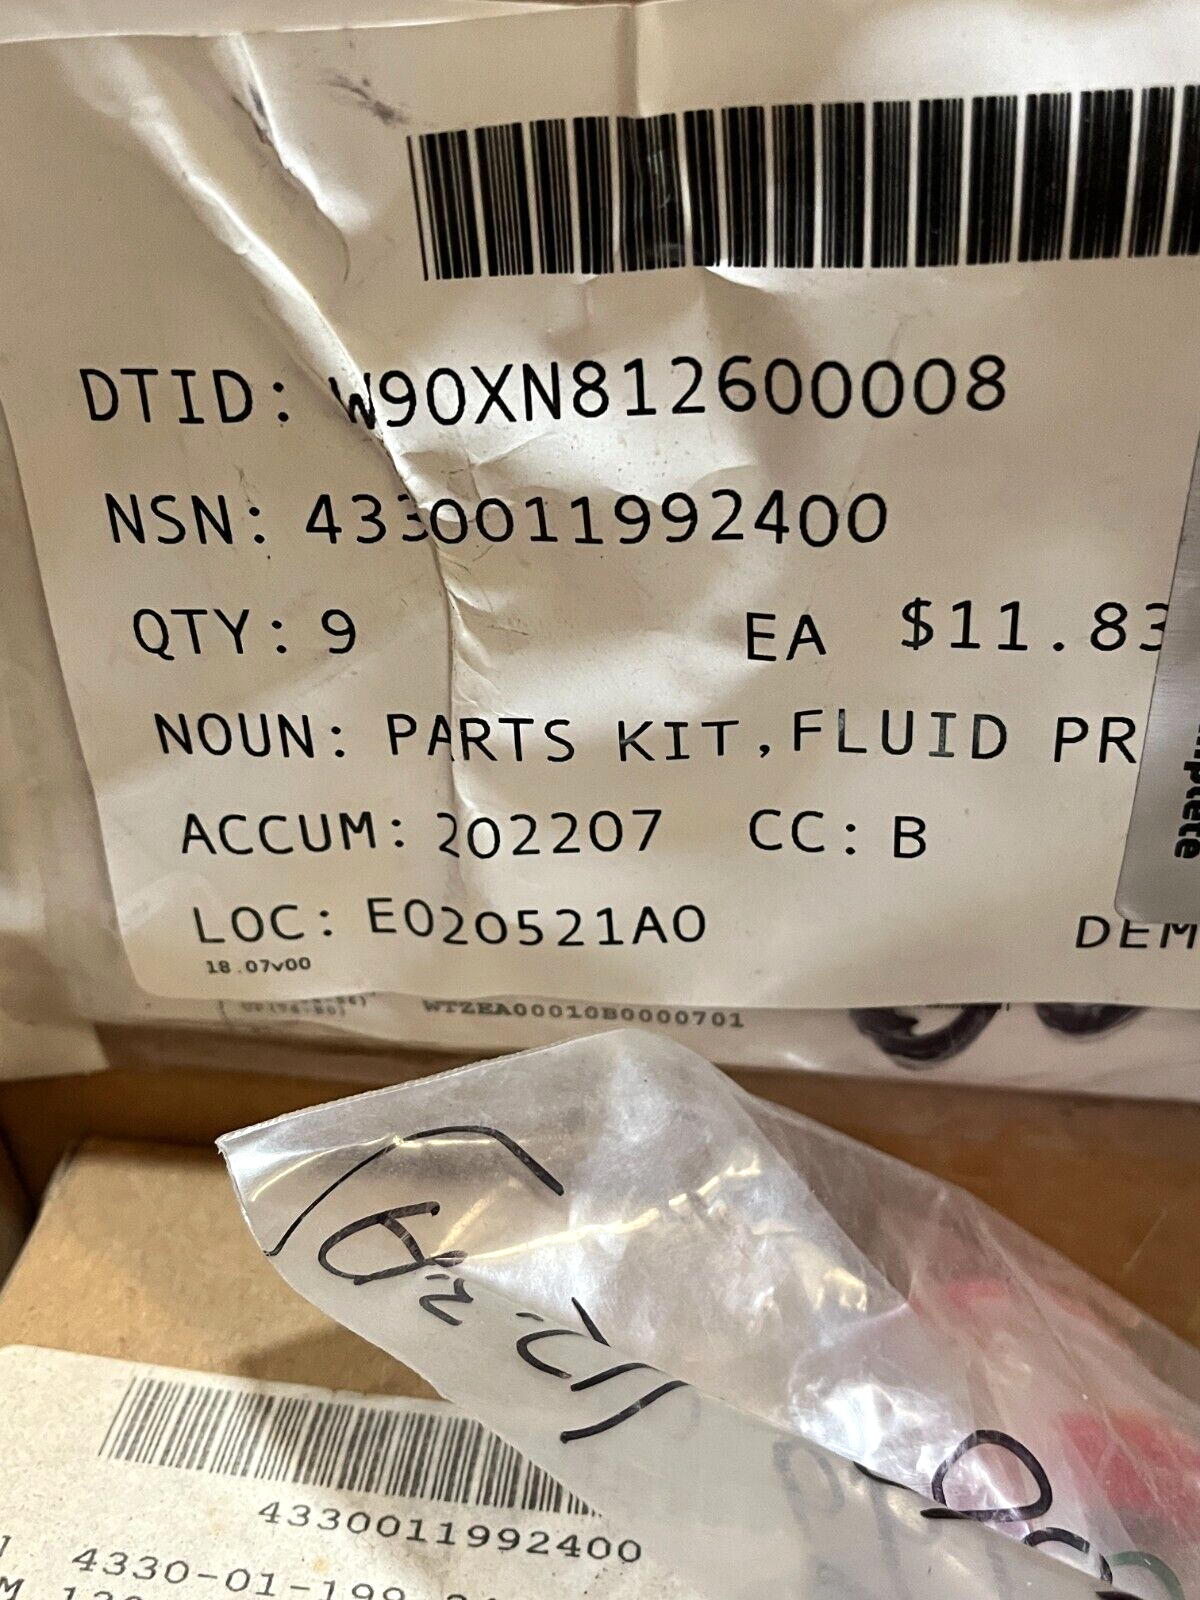 DTID: W90XN812600008
NSN: 4330011992400
QTY: 9 EA $11.83
NOUN: PARTS KIT, FLUID PR
ACCUM: 202207 CC: B
LOC: E020521A0 DEM
18.07v00
WTZEA00010B0000701
4330011992400
4330-01-199